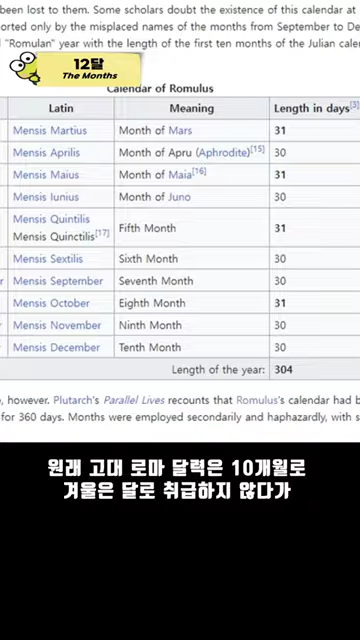 been lost to them. Some scholars doubt the existence of this calendar at
orted only by the misplaced names of the months from September to De
"Romulan" year with the length of the first ten months of the Julian caler
12달
The Months
Calendar of Romulus
Latin Meaning Length in days[3]
Mensis Martius Month of Mars 31
Mensis Aprilis Month of Apru (Aphrodite)[15] 30
Mensis Maius Month of Maia[16] 31
Mensis Iunius Month of Juno 30
Mensis Quintilis
Mensis Quinctilis[17] Fifth Month 31
Mensis Sextilis Sixth Month 30
Mensis September Seventh Month 30
Mensis October Eighth Month 31
Mensis November Ninth Month 30
Mensis December Tenth Month 30
Length of the year: 304
, however. Plutarch's Parallel Lives recounts that Romulus's calendar had b
for 360 days. Months were employed secondarily and haphazardly, with s
원래 고대 로마 달력은 10개월로
겨울은 달로 취급하지 않다가